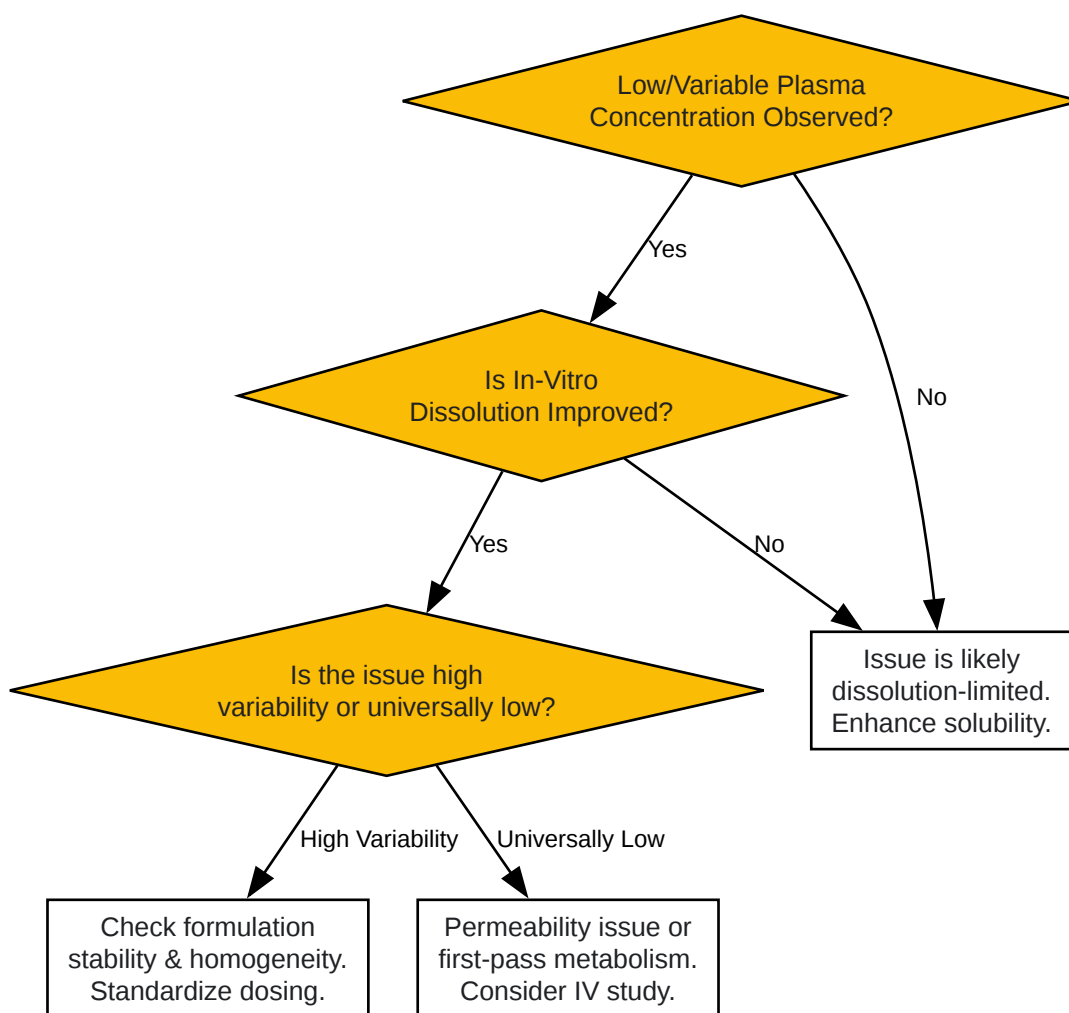 Low/Variable Plasma
Concentration Observed?
Yes
No
Is In-Vitro
Dissolution Improved?
Yes
No
Is the issue high
variability or universally low?
Issue is likely
dissolution-limited.
Enhance solubility.
High Variability
Universally Low
Check formulation
stability & homogeneity.
Standardize dosing.
Permeability issue or
first-pass metabolism.
Consider IV study.